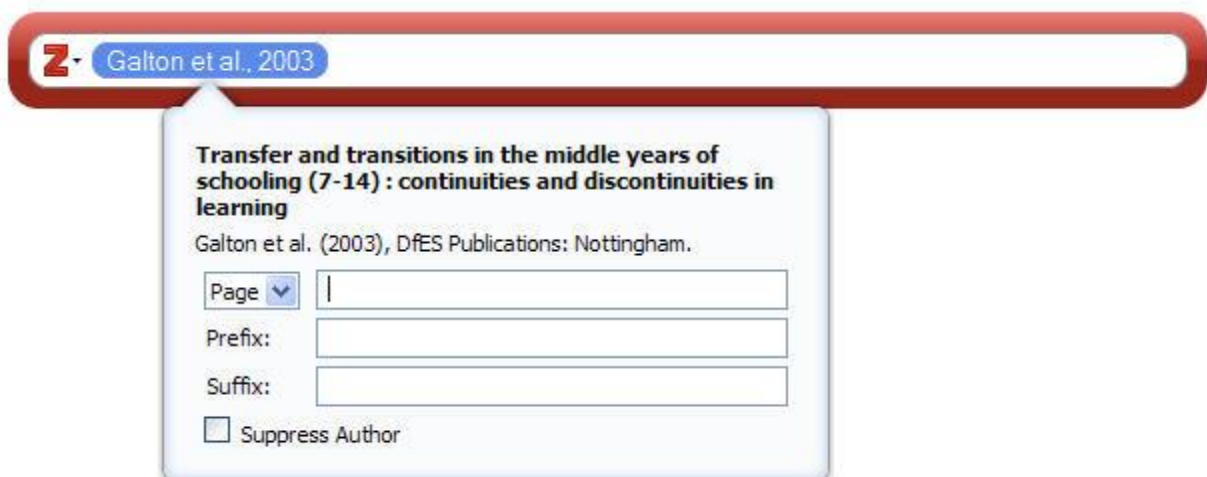 Z Galton et al., 2003
Transfer and transitions in the middle years of
schooling (7-14) : continuities and discontinuities in
learning
Galton et al. (2003), DfES Publications: Nottingham.
Page
Prefix:
Suffix:
Suppress Author